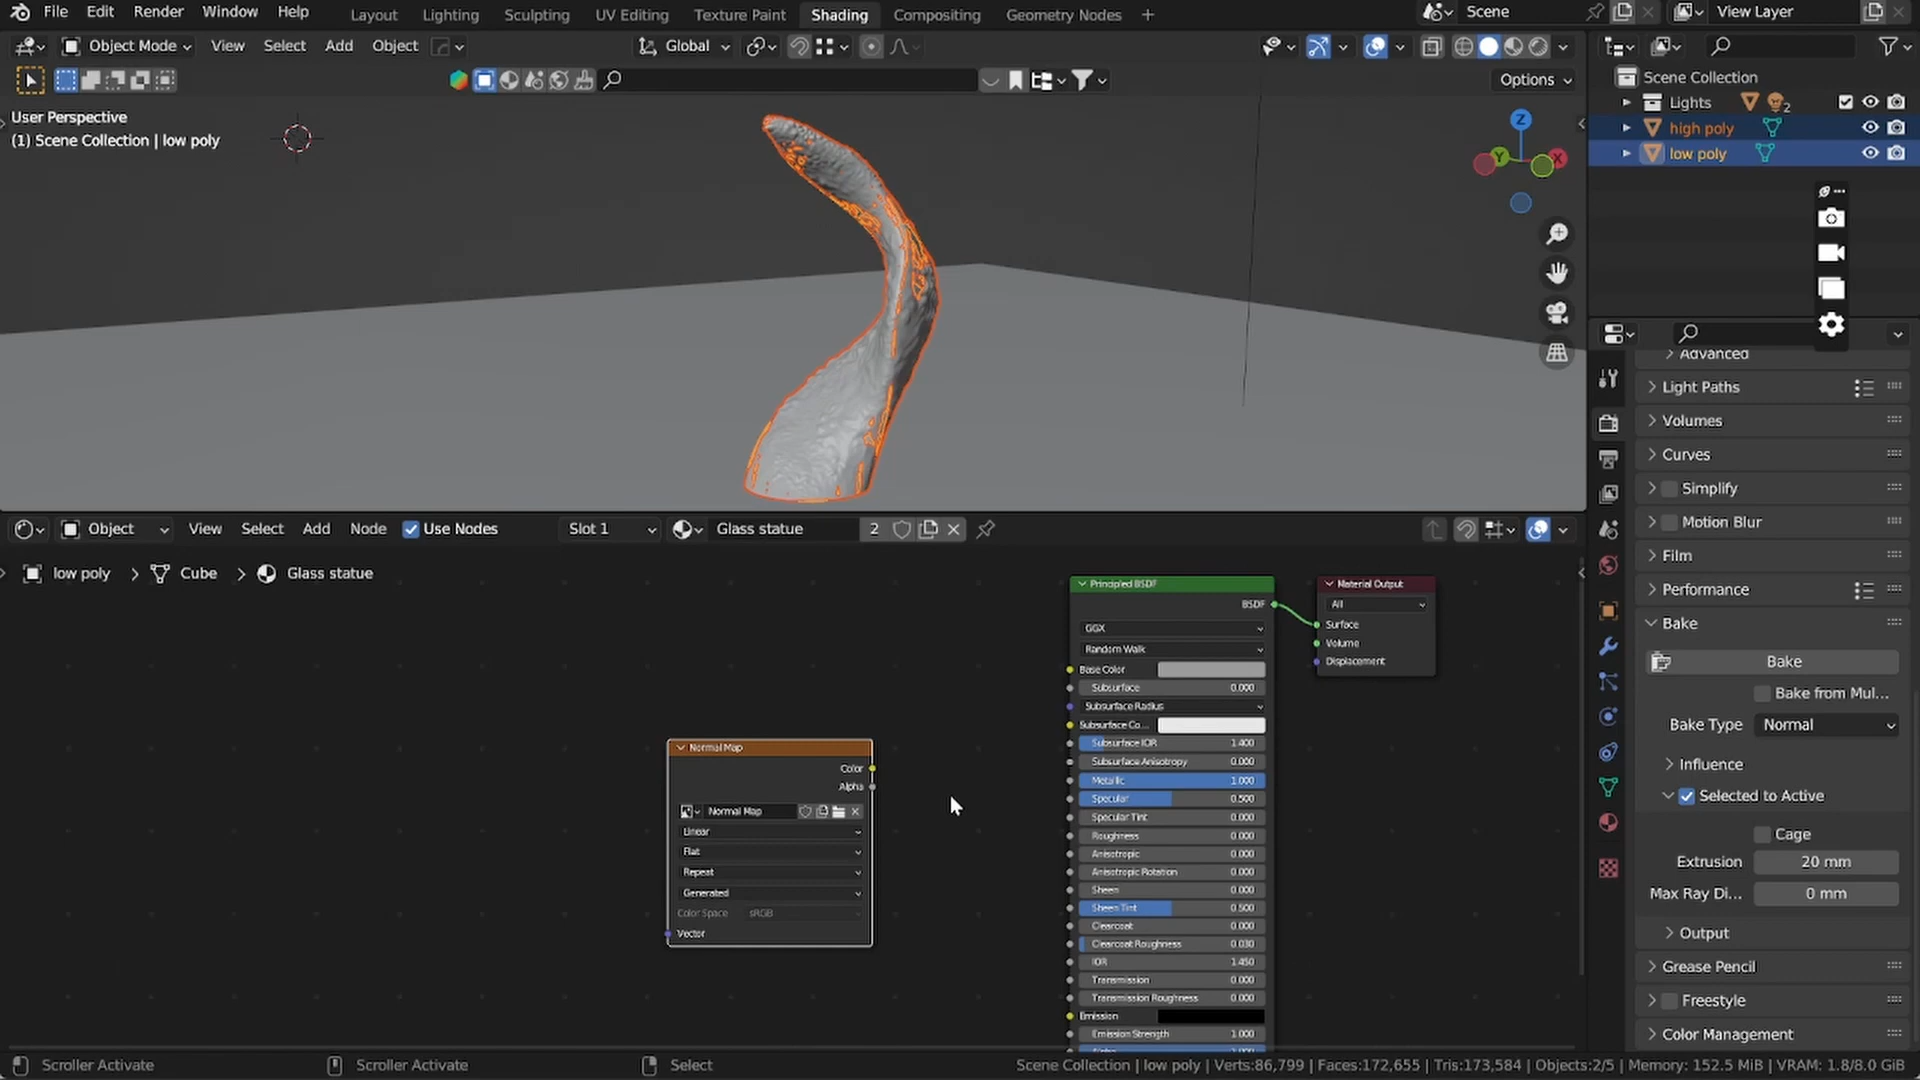 File Edit Render Window Help Layout Lighting Sculpting UV Editing Texture Paint Shading Compositing Geometry Nodes + Scene View Layer
Object Mode View Select Add Object Global
Options
User Perspective
(1) Scene Collection | low poly
Z
Y
X
Scene Collection
Lights 2
high poly
low poly
Object View Select Add Node Use Nodes Slot 1 Glass statue 2
low poly > Cube > Glass statue
Normal Map
Color
Alpha
Normal Map
Linear
Flat
Repeat
Generated
Color Space sRGB
Vector
Principled BSDF
BSDF
GGX
Random Walk
Base Color
Subsurface 0.000
Subsurface Radius
Subsurface Co...
Subsurface IOR 1.400
Subsurface Anisotropy 0.000
Metallic 1.000
Specular 0.500
Specular Tint 0.000
Roughness 0.000
Anisotropic 0.000
Anisotropic Rotation 0.000
Sheen 0.000
Sheen Tint 0.500
Clearcoat 0.000
Clearcoat Roughness 0.030
IOR 1.450
Transmission 0.000
Transmission Roughness 0.000
Emission
Emission Strength 1.000
Material Output
All
Surface
Volume
Displacement
Advanced
Light Paths
Volumes
Curves
Simplify
Motion Blur
Film
Performance
Bake
Bake
Bake from Mul...
Bake Type Normal
Influence
Selected to Active
Cage
Extrusion 20 mm
Max Ray Di... 0 mm
Output
Grease Pencil
Freestyle
Color Management
Scroller Activate Scroller Activate Select Scene Collection | low poly | Verts:86,799 | Faces:172,655 | Tris:173,584 | Objects:2/5 | Memory: 152.5 MiB | VRAM: 1.8/8.0 GiB